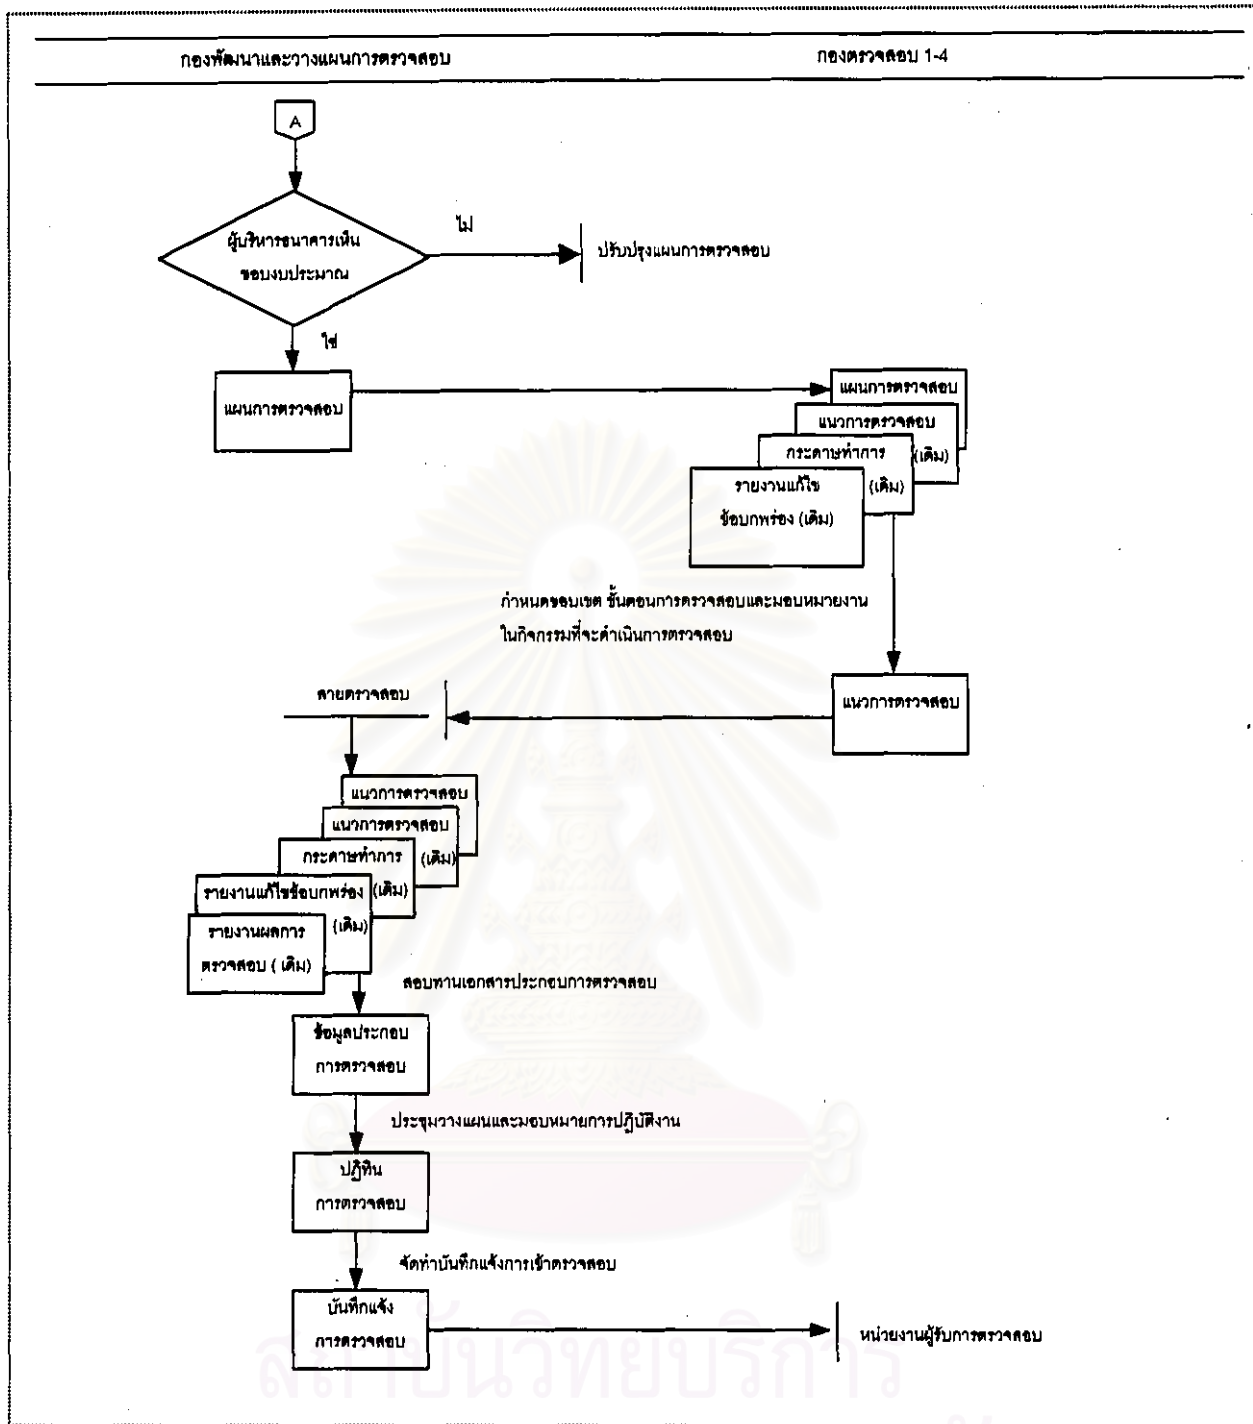 กองพัฒนาและวางแผนการตรวจสอบ
กองตรวจสอบ 1-4
A
ผู้บริหารธนาคารเห็น
ชอบงบประมาณ
ไม่
ปรับปรุงแผนการตรวจสอบ
ใช่
แผนการตรวจสอบ
แผนการตรวจสอบ
แนวการตรวจสอบ
(เดิม)
กระดาษทำการ
(เดิม)
รายงานแก้ไข
ข้อบกพร่อง (เดิม)
กำหนดขอบเขต ขั้นตอนการตรวจสอบและมอบหมายงาน
ในกิจกรรมที่จะดำเนินการตรวจสอบ
แนวการตรวจสอบ
สายตรวจสอบ
แนวการตรวจสอบ
แนวการตรวจสอบ
(เดิม)
กระดาษทำการ
(เดิม)
รายงานแก้ไขข้อบกพร่อง
(เดิม)
รายงานผลการ
ตรวจสอบ ( เดิม)
สอบทานเอกสารประกอบการตรวจสอบ
ข้อมูลประกอบ
การตรวจสอบ
ประชุมวางแผนและมอบหมายการปฏิบัติงาน
ปฏิทิน
การตรวจสอบ
จัดทำบันทึกแจ้งการเข้าตรวจสอบ
บันทึกแจ้ง
การตรวจสอบ
หน่วยงานผู้รับการตรวจสอบ
สถาบันวิทยบริการ